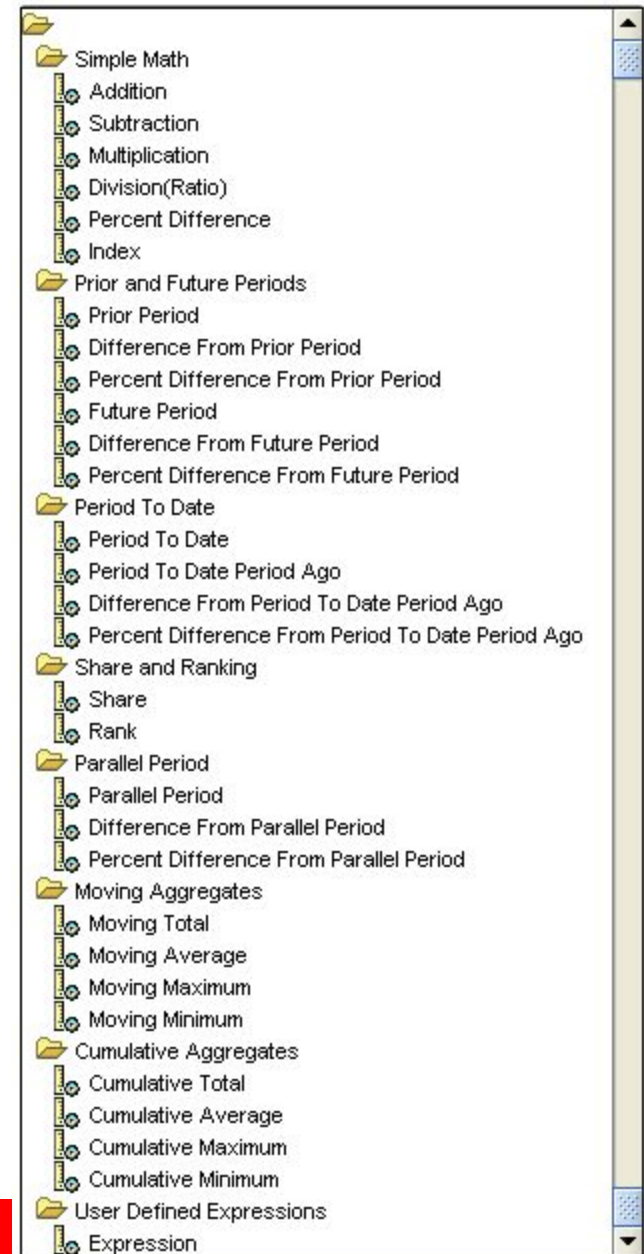 Simple Math
Addition
Subtraction
Multiplication
Division(Ratio)
Percent Difference
Index
Prior and Future Periods
Prior Period
Difference From Prior Period
Percent Difference From Prior Period
Future Period
Difference From Future Period
Percent Difference From Future Period
Period To Date
Period To Date
Period To Date Period Ago
Difference From Period To Date Period Ago
Percent Difference From Period To Date Period Ago
Share and Ranking
Share
Rank
Parallel Period
Parallel Period
Difference From Parallel Period
Percent Difference From Parallel Period
Moving Aggregates
Moving Total
Moving Average
Moving Maximum
Moving Minimum
Cumulative Aggregates
Cumulative Total
Cumulative Average
Cumulative Maximum
Cumulative Minimum
User Defined Expressions
Expression